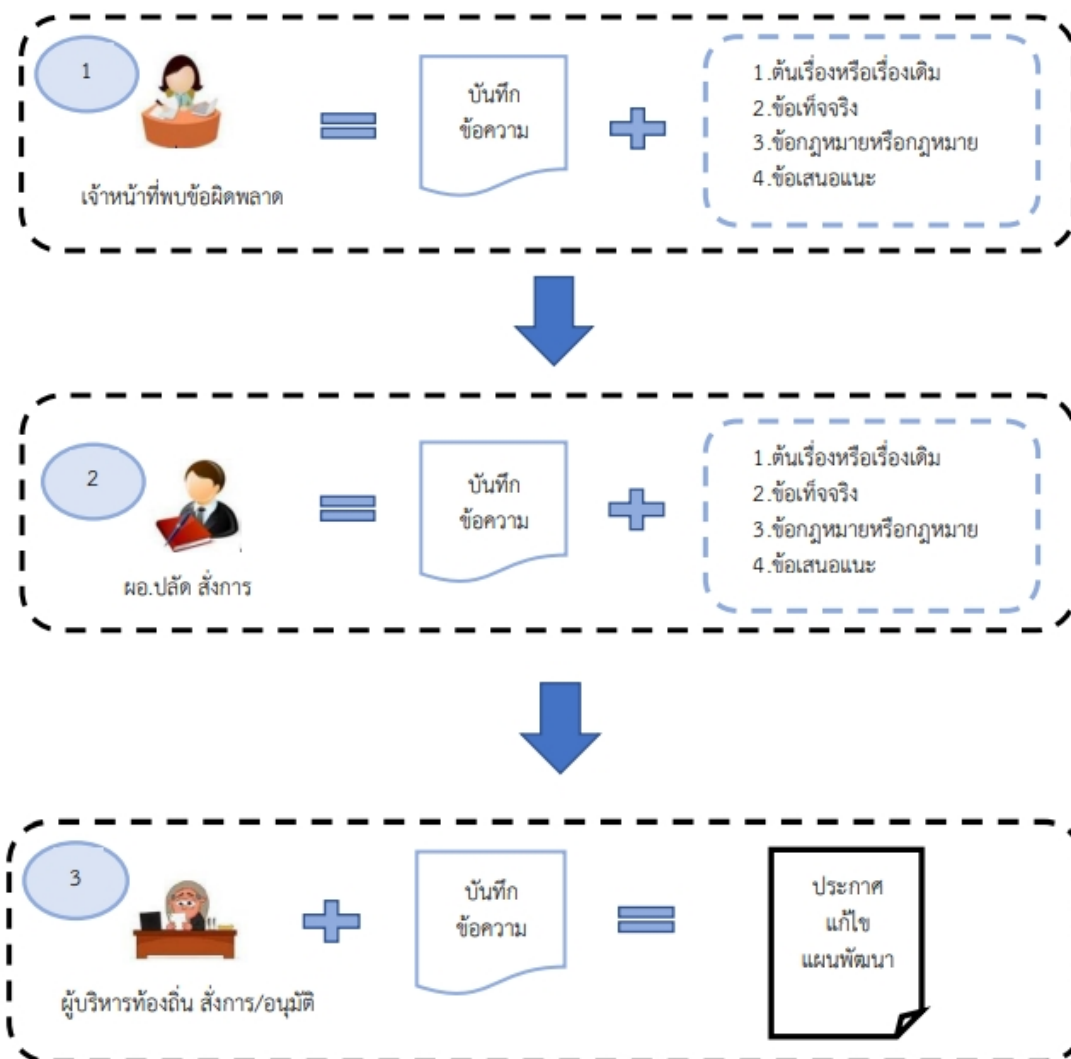 1
เจ้าหน้าที่พบข้อผิดพลาด
บันทึก
ข้อความ
1.ต้นเรื่องหรือเรื่องเดิม
2.ข้อเท็จจริง
3.ข้อกฎหมายหรือกฎหมาย
4.ข้อเสนอแนะ
2
ผอ.ปลัด สั่งการ
บันทึก
ข้อความ
1.ต้นเรื่องหรือเรื่องเดิม
2.ข้อเท็จจริง
3.ข้อกฎหมายหรือกฎหมาย
4.ข้อเสนอแนะ
3
ผู้บริหารท้องถิ่น สั่งการ/อนุมัติ
บันทึก
ข้อความ
ประกาศ
แก้ไข
แผนพัฒนา